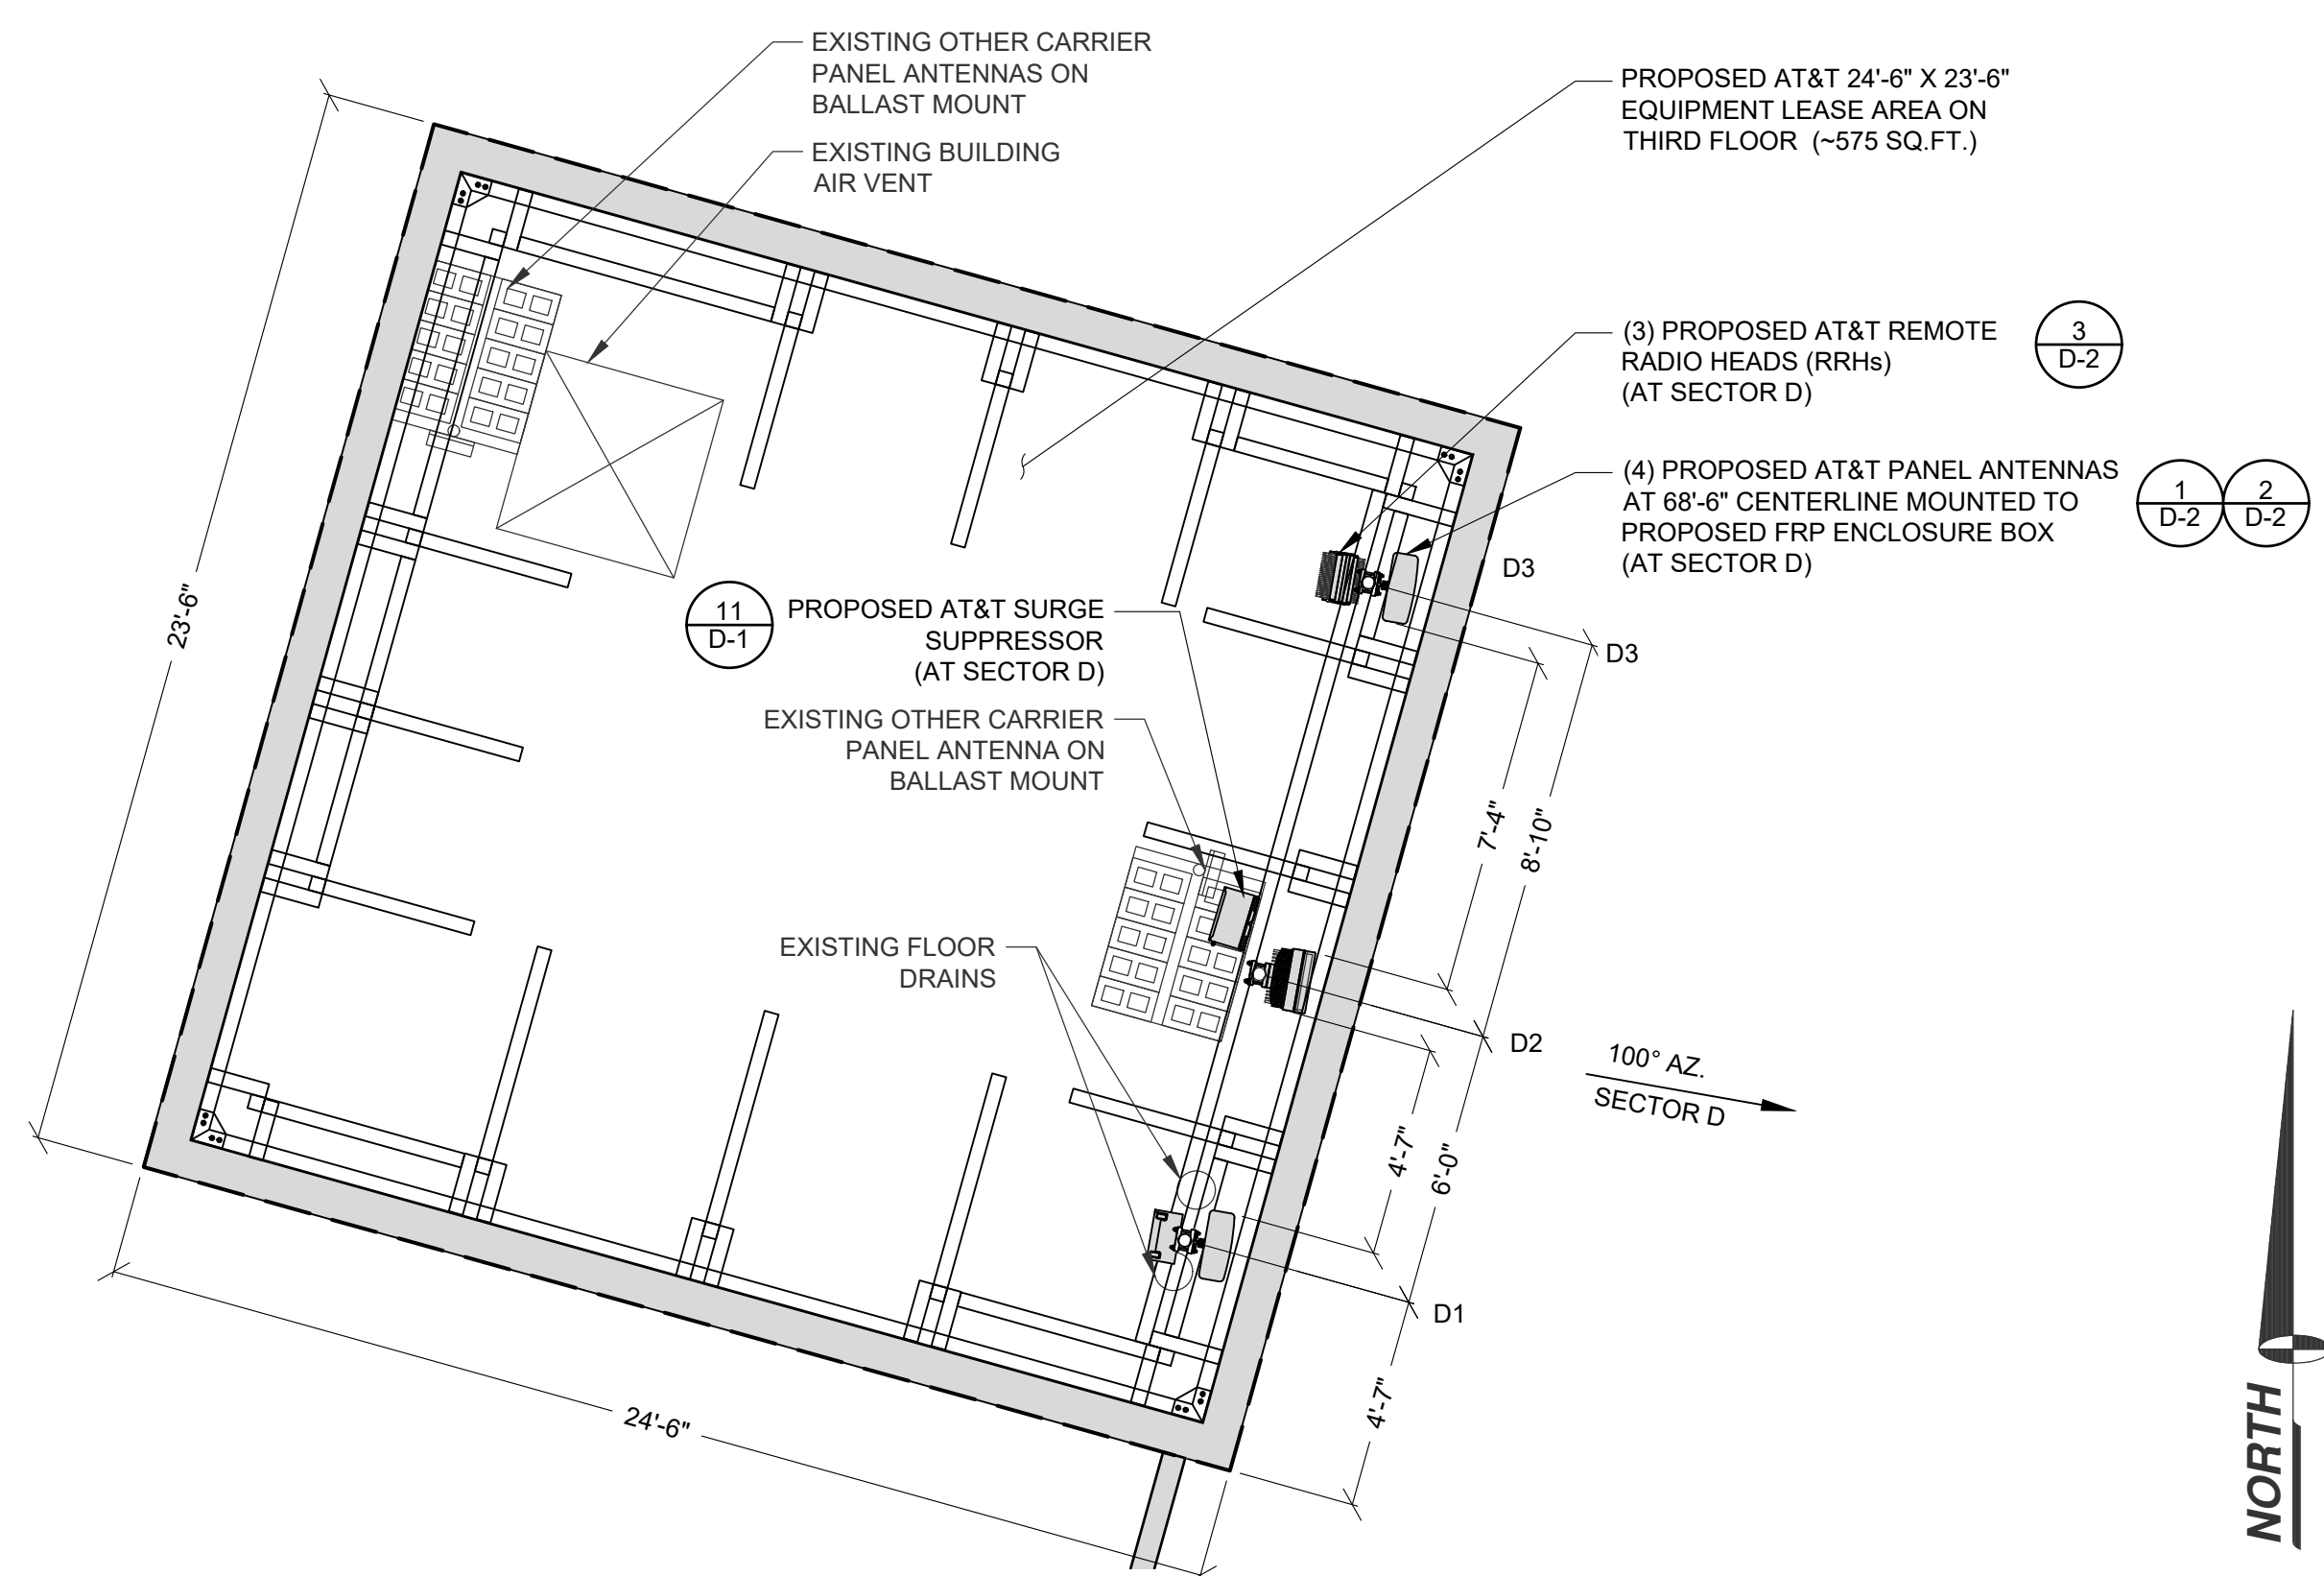 EXISTING OTHER CARRIER
PANEL ANTENNAS ON
BALLAST MOUNT
EXISTING BUILDING
AIR VENT
PROPOSED AT&T 24'-6" X 23'-6"
EQUIPMENT LEASE AREA ON
THIRD FLOOR (~575 SQ.FT.)
(3) PROPOSED AT&T REMOTE
RADIO HEADS (RRHs)
(AT SECTOR D)
3
D-2
(4) PROPOSED AT&T PANEL ANTENNAS
AT 68'-6" CENTERLINE MOUNTED TO
PROPOSED FRP ENCLOSURE BOX
(AT SECTOR D)
1
D-2
2
D-2
D3
D3
23'-6"
11
D-1
PROPOSED AT&T SURGE
SUPPRESSOR
(AT SECTOR D)
EXISTING OTHER CARRIER
PANEL ANTENNA ON
BALLAST MOUNT
7'-4"
8'-10"
EXISTING FLOOR
DRAINS
D2
100° AZ.
SECTOR D
4'-7"
6'-0"
D1
4'-7"
24'-6"
NORTH